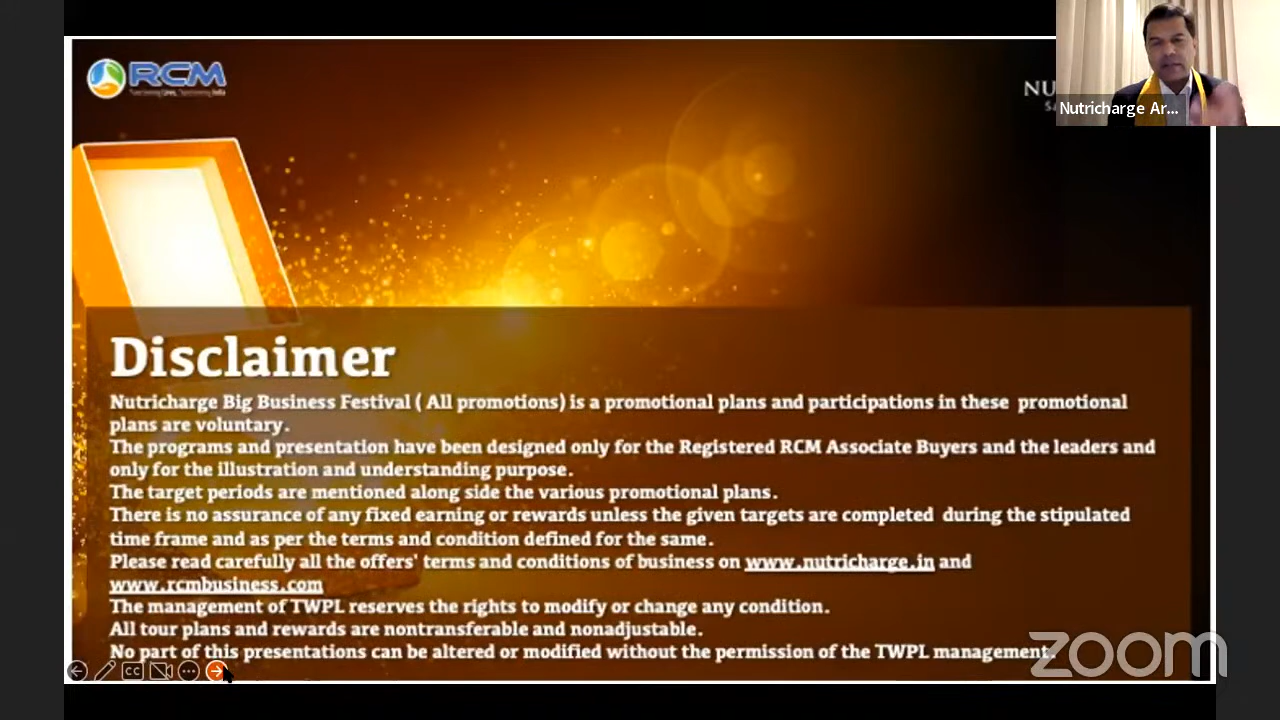 RCM
NU
Nutricharge Ar...
Disclaimer
Nutricharge Big Business Festival ( All promotions) is a promotional plans and participations in these promotional
plans are voluntary.
The programs and presentation have been designed only for the Registered RCM Associate Buyers and the leaders and
only for the illustration and understanding purpose.
The target periods are mentioned along side the various promotional plans.
There is no assurance of any fixed earning or rewards unless the given targets are completed during the stipulated
time frame and as per the terms and condition defined for the same.
Please read carefully all the offers' terms and conditions of business on www.nutricharge.in and
www.rcmbusiness.com
The management of TWPL reserves the rights to modify or change any condition.
All tour plans and rewards are nontransferable and nonadjustable.
No part of this presentations can be altered or modified without the permission of the TWPL management.
CC
zoom